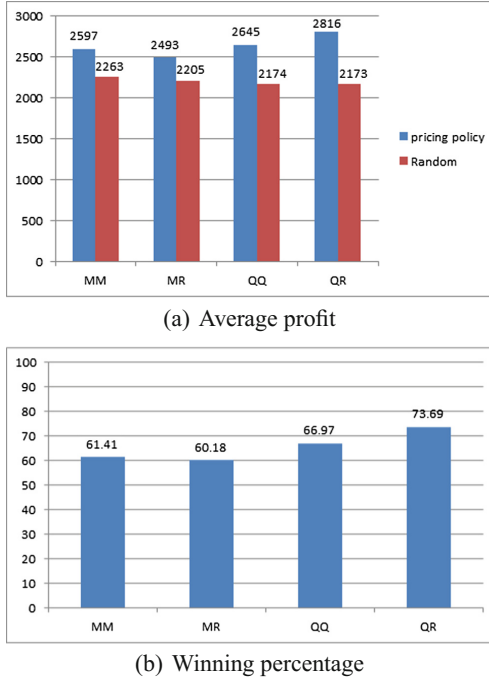 3000
2500
2000
1500
1000
500
0
2597
2263
2493
2205
2645
2174
2816
2173
MM
MR
QQ
QR
pricing policy
Random
(a) Average profit
100
90
80
70
60
50
40
30
20
10
0
61.41
60.18
66.97
73.69
MM
MR
QQ
QR
(b) Winning percentage